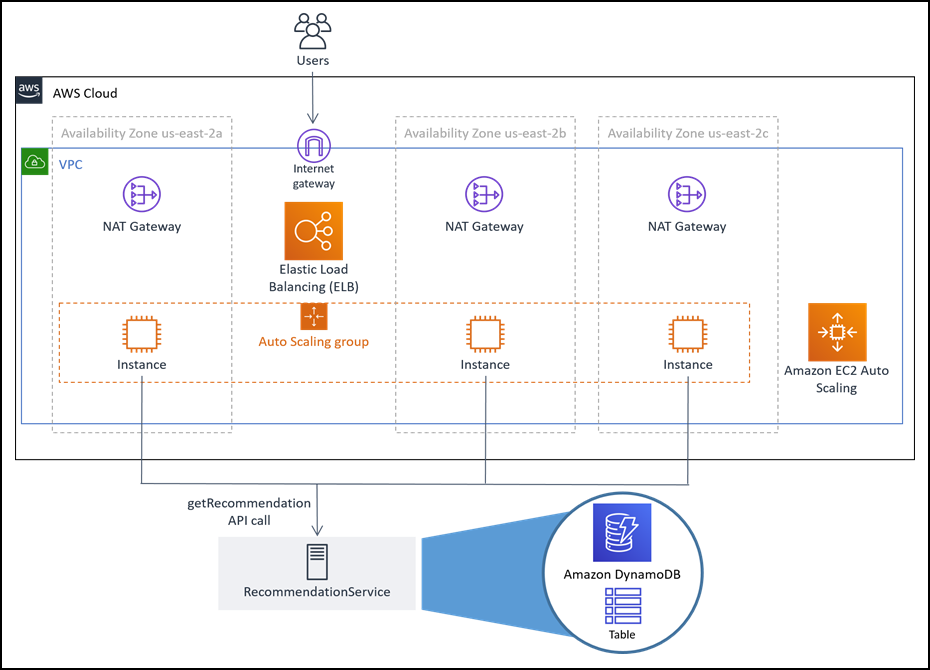 Users
aws
AWS Cloud
Availability Zone us-east-2a
Availability Zone us-east-2b
Availability Zone us-east-2c
VPC
Internet
gateway
NAT Gateway
NAT Gateway
NAT Gateway
Elastic Load
Balancing (ELB)
Auto Scaling group
Instance
Instance
Instance
Amazon EC2 Auto
Scaling
getRecommendation
API call
RecommendationService
Amazon DynamoDB
Table